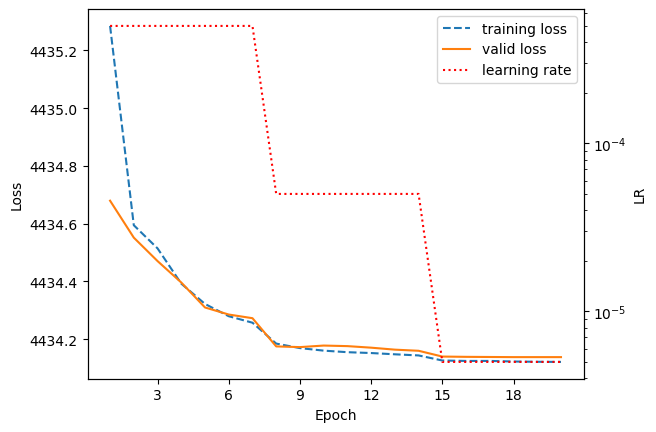 training loss
valid loss
learning rate
4435.2
4435.0
4434.8
4434.6
4434.4
4434.2
Loss
10⁻⁴
10⁻⁵
LR
3 6 9 12 15 18
Epoch